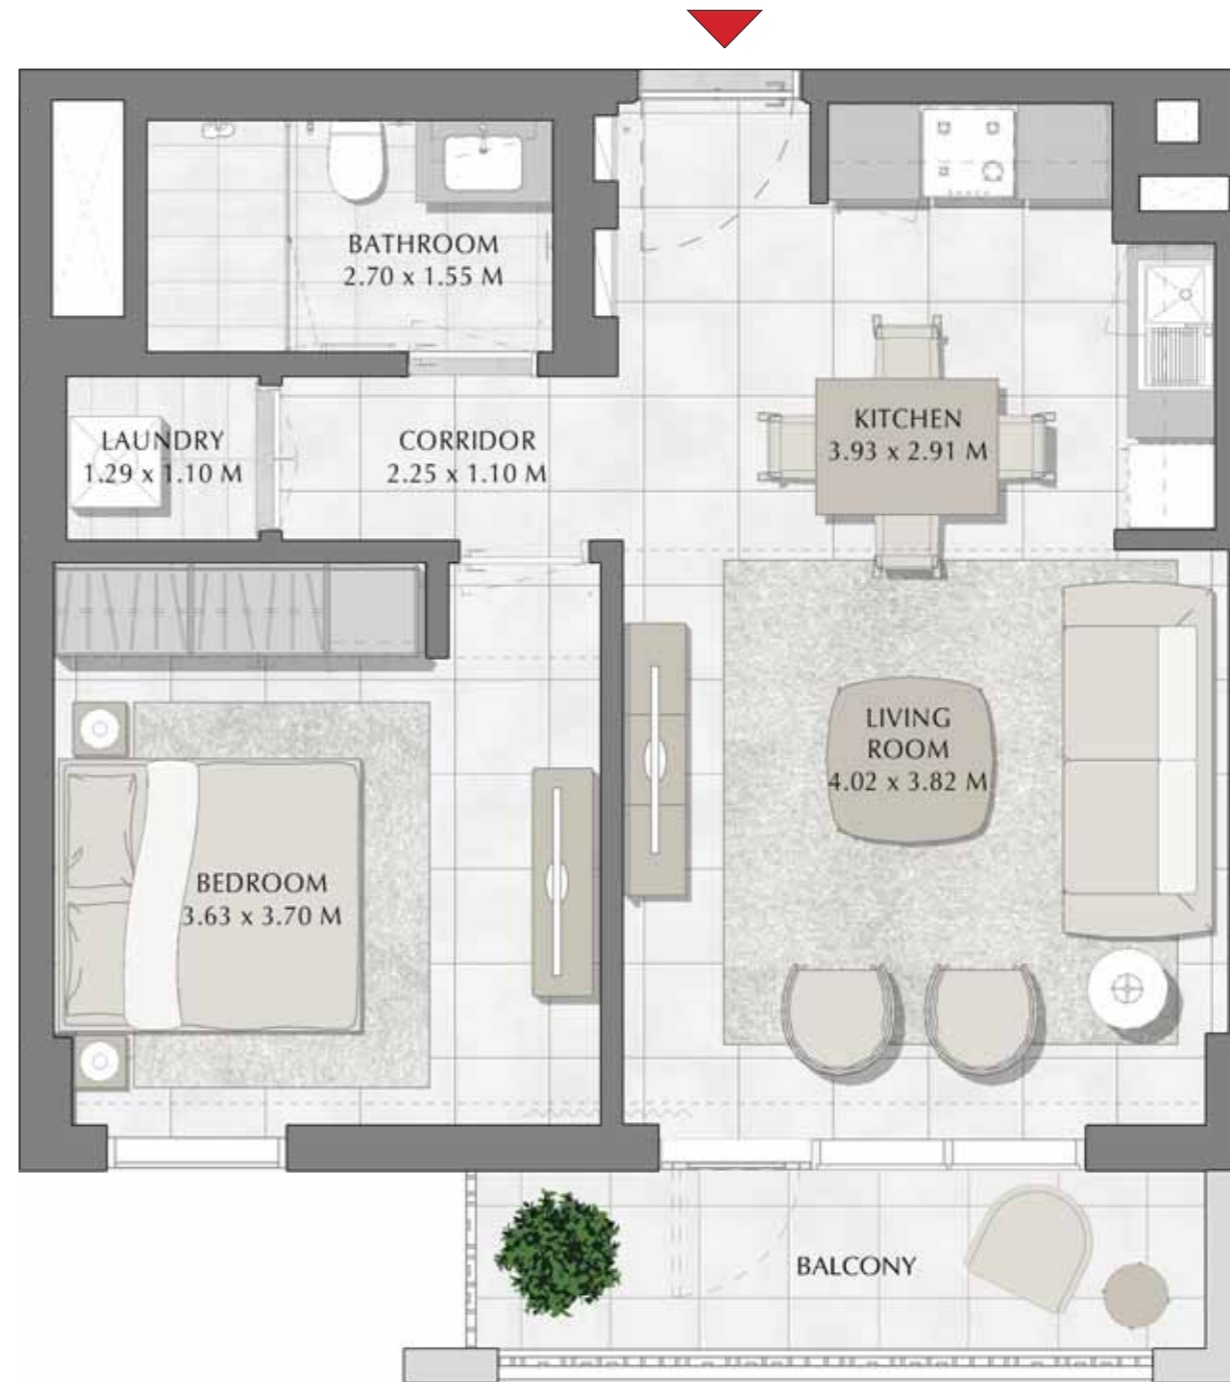 BATHROOM
2.70 x 1.55 M
LAUNDRY
1.29 x 1.10 M
CORRIDOR
2.25 x 1.10 M
KITCHEN
3.93 x 2.91 M
LIVING
ROOM
4.02 x 3.82 M
BEDROOM
3.63 x 3.70 M
BALCONY